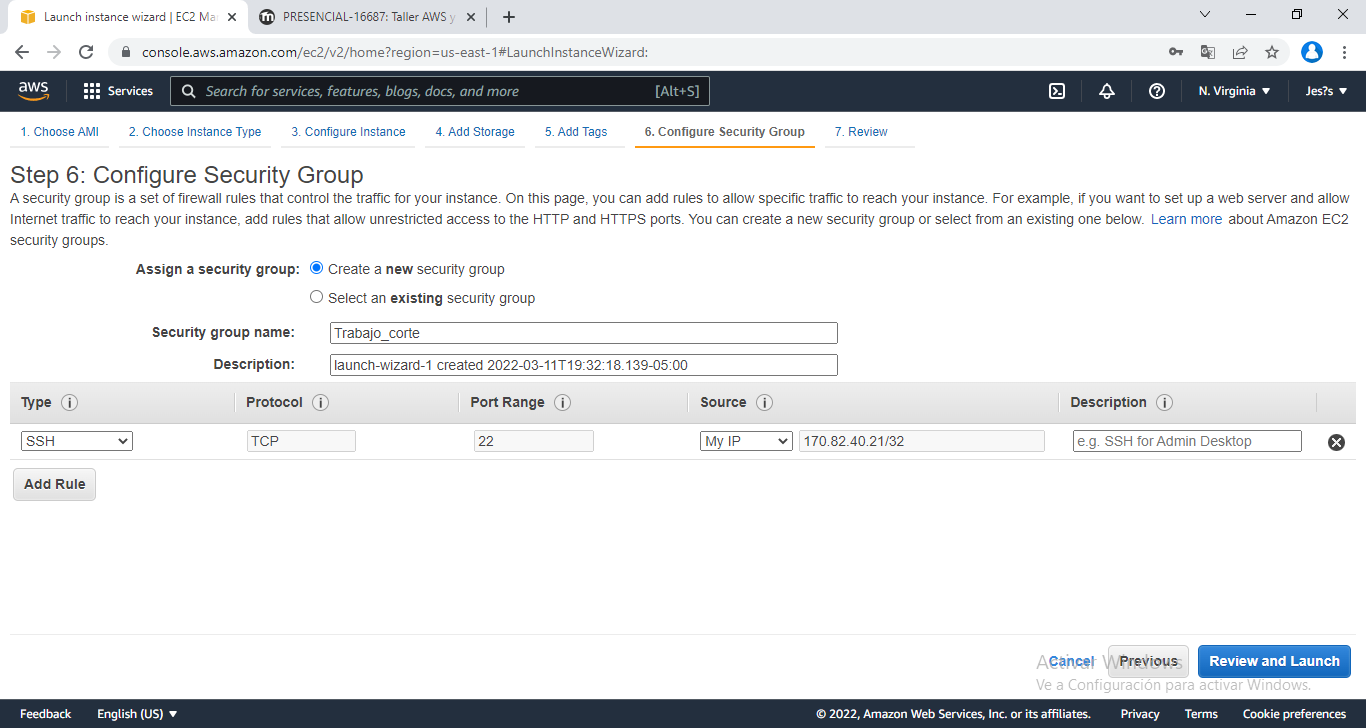 Launch instance wizard | EC2 Ma
PRESENCIAL-16687: Taller AWS y
console.aws.amazon.com/ec2/v2/home?region=us-east-1#LaunchInstanceWizard:
aws
Services
Search for services, features, blogs, docs, and more
[Alt+S]
N. Virginia
Jes?s
1. Choose AMI
2. Choose Instance Type
3. Configure Instance
4. Add Storage
5. Add Tags
6. Configure Security Group
7. Review
Step 6: Configure Security Group
A security group is a set of firewall rules that control the traffic for your instance. On this page, you can add rules to allow specific traffic to reach your instance. For example, if you want to set up a web server and allow
Internet traffic to reach your instance, add rules that allow unrestricted access to the HTTP and HTTPS ports. You can create a new security group or select from an existing one below. Learn more about Amazon EC2
security groups.
Assign a security group:
Create a new security group
Select an existing security group
Security group name:
Trabajo_corte
Description:
launch-wizard-1 created 2022-03-11T19:32:18.139-05:00
Type
Protocol
Port Range
Source
Description
SSH
TCP
22
My IP
170.82.40.21/32
e.g. SSH for Admin Desktop
Add Rule
Activar Windows
Ve a Configuración para activar Windows.
Cancel
Previous
Review and Launch
Feedback
English (US)
© 2022, Amazon Web Services, Inc. or its affiliates.
Privacy
Terms
Cookie preferences